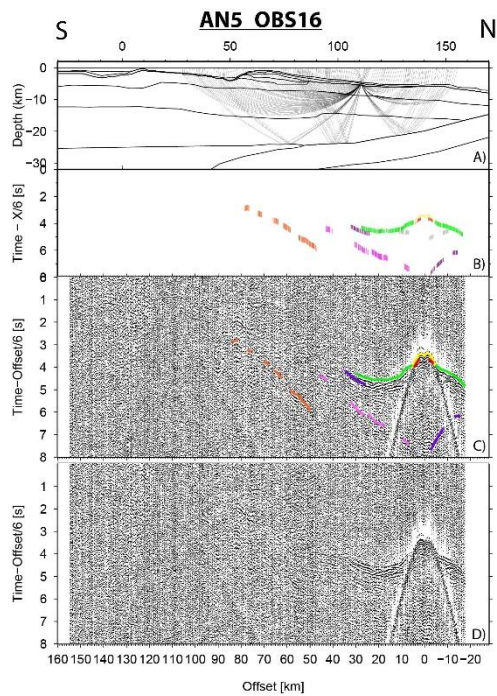 AN5 OBS16
S N
0 50 100 150
Depth (km)
0
−10
−20
−30
A)
Time − X/6 [s]
0
2
4
6
8
B)
Time−Offset/6 [s]
0
1
2
3
4
5
6
7
8
C)
Time−Offset/6 [s]
1
2
3
4
5
6
7
8
D)
160 150 140 130 120 110 100 90 80 70 60 50 40 30 20 10 0 −10 −20
Offset [km]